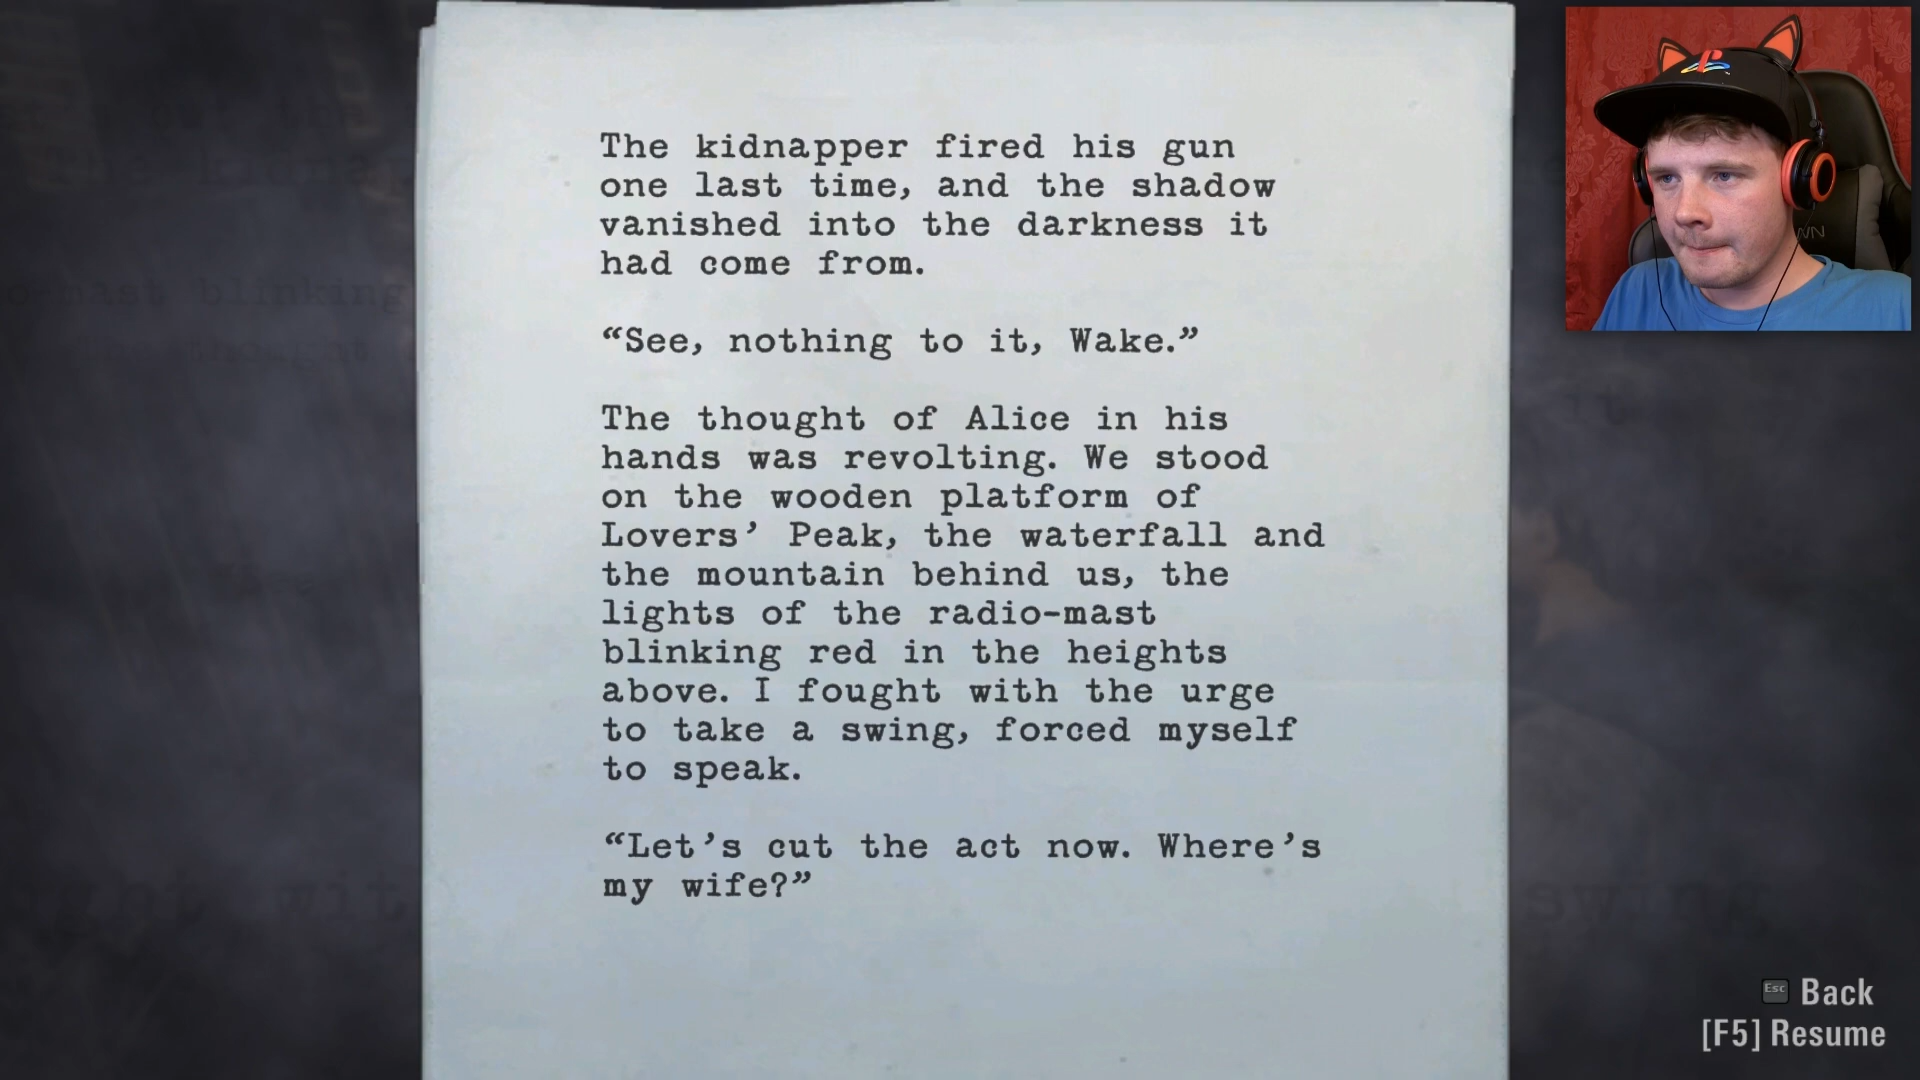 The kidnapper fired his gun
one last time, and the shadow
vanished into the darkness it
had come from.
“See, nothing to it, Wake.”
The thought of Alice in his
hands was revolting. We stood
on the wooden platform of
Lovers’ Peak, the waterfall and
the mountain behind us, the
lights of the radio-mast
blinking red in the heights
above. I fought with the urge
to take a swing, forced myself
to speak.
“Let’s cut the act now. Where’s
my wife?”
Esc Back
[F5] Resume
blinking
swing